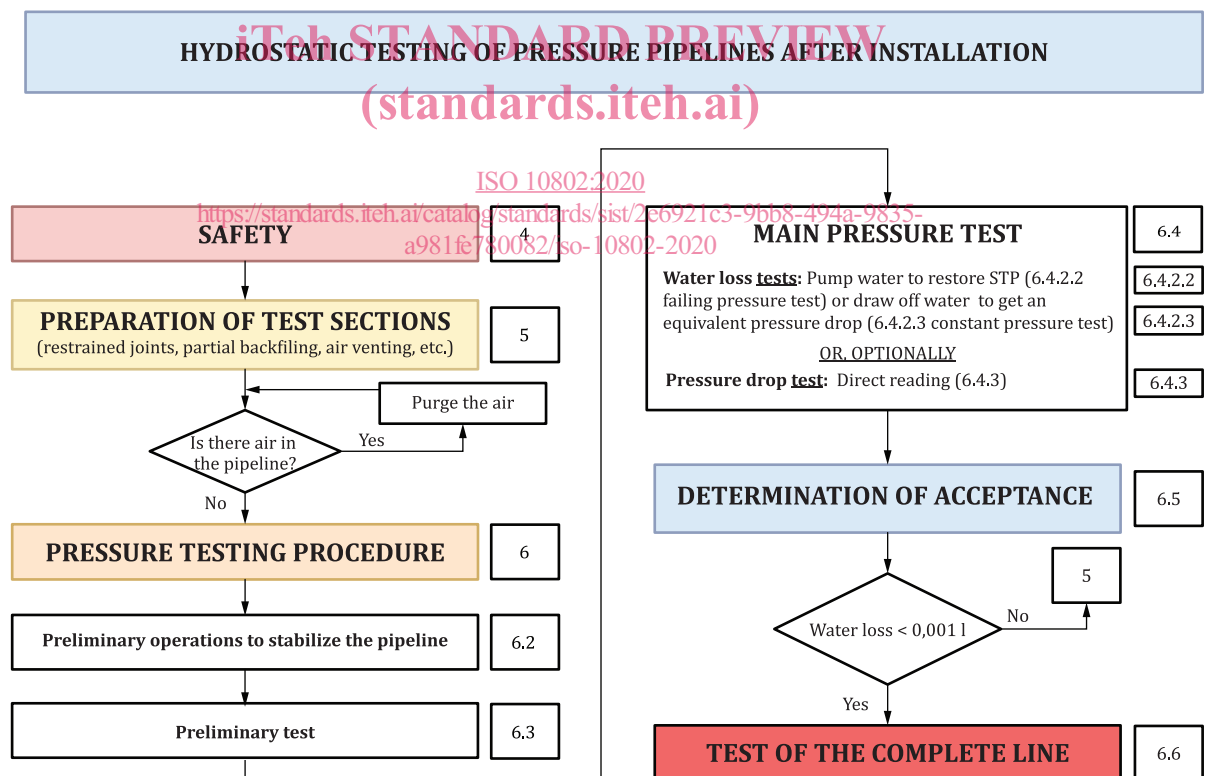 HYDROSTATIC TESTING OF PRESSURE PIPELINES AFTER INSTALLATION
iTeh STANDARD PREVIEW
(standards.iteh.ai)
ISO 10802:2020
https://standards.iteh.ai/catalog/standards/sist/2e6921c3-9bb8-494a-9835-
a981fe780082/iso-10802-2020
SAFETY
4
PREPARATION OF TEST SECTIONS
(restrained joints, partial backfiling, air venting, etc.)
5
Purge the air
Is there air in
the pipeline?
Yes
No
PRESSURE TESTING PROCEDURE
6
Preliminary operations to stabilize the pipeline
6.2
Preliminary test
6.3
MAIN PRESSURE TEST
6.4
Water loss tests: Pump water to restore STP (6.4.2.2
failing pressure test) or draw off water to get an
equivalent pressure drop (6.4.2.3 constant pressure test)
6.4.2.2
6.4.2.3
OR, OPTIONALLY
Pressure drop test: Direct reading (6.4.3)
6.4.3
DETERMINATION OF ACCEPTANCE
6.5
5
Water loss < 0,001 l
No
Yes
TEST OF THE COMPLETE LINE
6.6